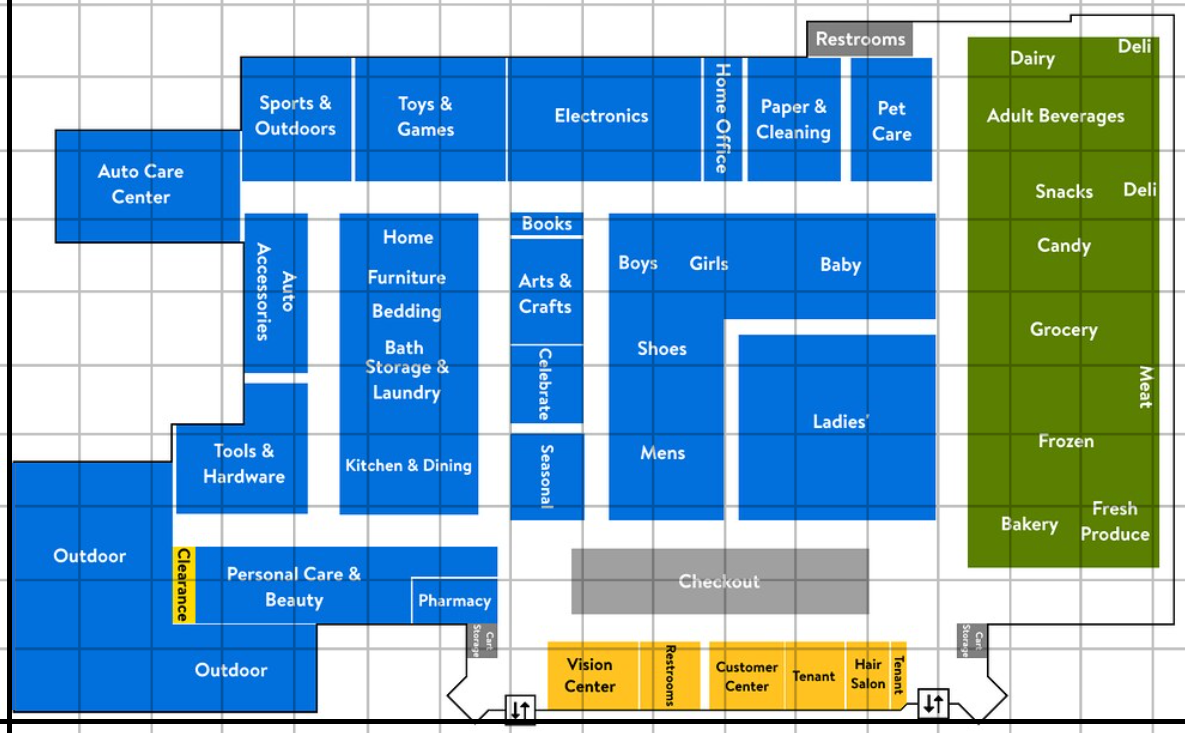 Restrooms
Deli
Dairy
Sports &
Outdoors
Toys &
Games
Electronics
Home Office
Paper &
Cleaning
Pet
Care
Adult Beverages
Auto Care
Center
Snacks
Deli
Books
Home
Boys
Girls
Baby
Candy
Auto
Accessories
Furniture
Bedding
Bath
Storage &
Laundry
Kitchen & Dining
Arts &
Crafts
Celebrate
Seasonal
Shoes
Mens
Ladies'
Grocery
Meat
Frozen
Tools &
Hardware
Bakery
Fresh
Produce
Outdoor
Clearance
Personal Care &
Beauty
Pharmacy
Checkout
Cart
Storage
Cart
Storage
Outdoor
Vision
Center
Restrooms
Customer
Center
Tenant
Hair
Salon
Tenant